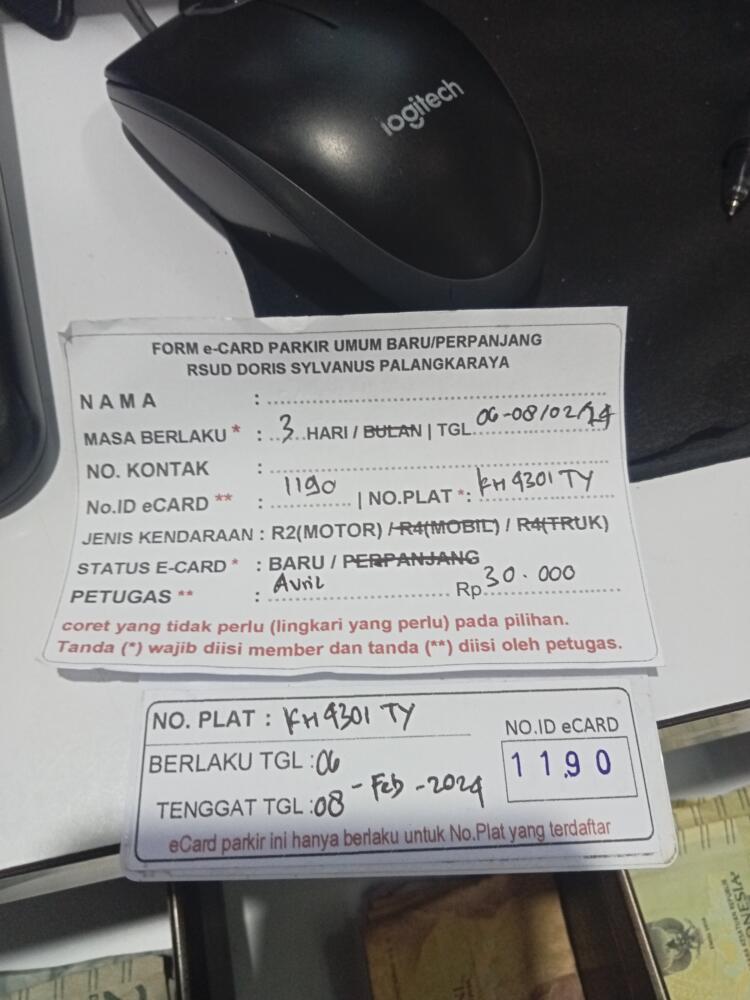 logitech
FORM e-CARD PARKIR UMUM BARU/PERPANJANG
RSUD DORIS SYLVANUS PALANGKARAYA
NAMA :
MASA BERLAKU * : 3 HARI / BULAN | TGL 06-08/02/24
NO. KONTAK :
No.ID eCARD ** : 1190 | NO.PLAT *: KH 4301 TY
JENIS KENDARAAN : R2(MOTOR) / R4(MOBIL) / R4(TRUK)
STATUS E-CARD * : BARU / PERPANJANG
PETUGAS ** : Avril Rp 30.000
coret yang tidak perlu (lingkari yang perlu) pada pilihan.
Tanda (*) wajib diisi member dan tanda (**) diisi oleh petugas.
NO. PLAT : KH 4301 TY
NO.ID eCARD
1190
BERLAKU TGL : 06
TENGGAT TGL : 08 - Feb - 2024
eCard parkir ini hanya berlaku untuk No.Plat yang terdaftar